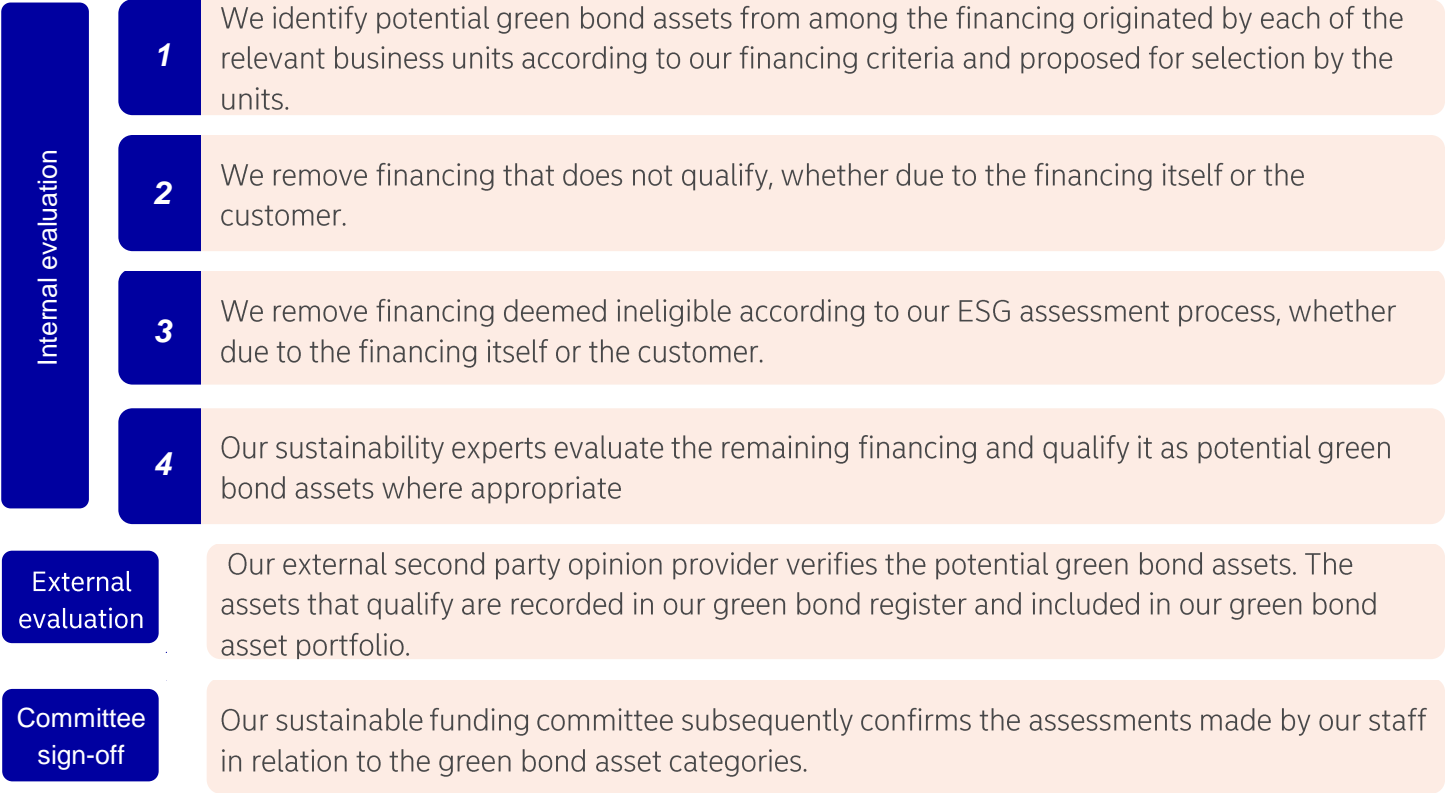 Internal evaluation
1
We identify potential green bond assets from among the financing originated by each of the
relevant business units according to our financing criteria and proposed for selection by the
units.
2
We remove financing that does not qualify, whether due to the financing itself or the
customer.
3
We remove financing deemed ineligible according to our ESG assessment process, whether
due to the financing itself or the customer.
4
Our sustainability experts evaluate the remaining financing and qualify it as potential green
bond assets where appropriate
External
evaluation
Our external second party opinion provider verifies the potential green bond assets. The
assets that qualify are recorded in our green bond register and included in our green bond
asset portfolio.
Committee
sign-off
Our sustainable funding committee subsequently confirms the assessments made by our staff
in relation to the green bond asset categories.